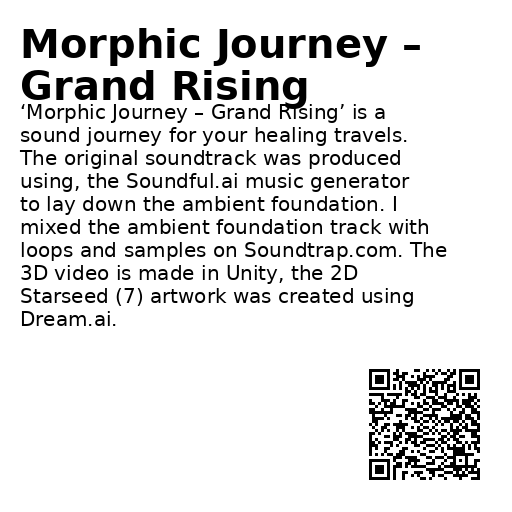 Morphic Journey –
Grand Rising
‘Morphic Journey – Grand Rising’ is a
sound journey for your healing travels.
The original soundtrack was produced
using, the Soundful.ai music generator
to lay down the ambient foundation. I
mixed the ambient foundation track with
loops and samples on Soundtrap.com. The
3D video is made in Unity, the 2D
Starseed (7) artwork was created using
Dream.ai.